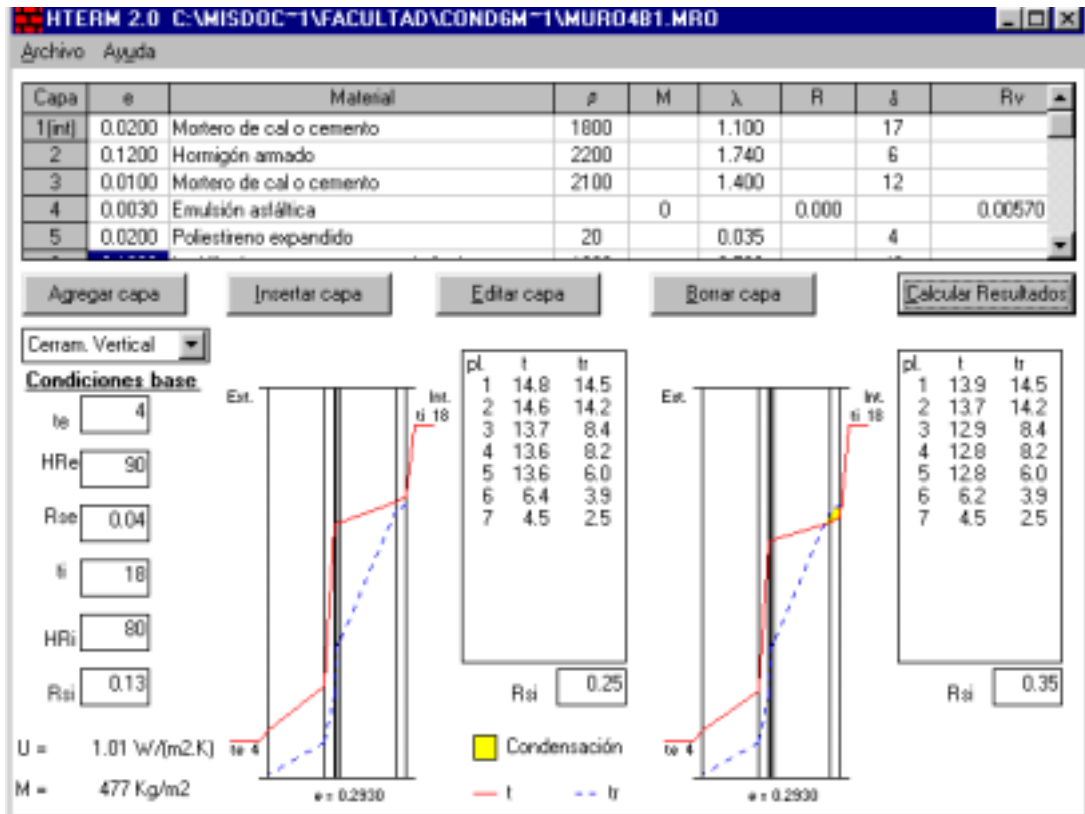 HTERM 2.0 C:\MISDOC~1\FACULTAD\COND6M~1\MURO4B1.MRO
Archivo Ayuda
Capa e Material ρ M λ R δ Rv
1(int) 0.0200 Mortero de cal o cemento 1800 1.100 17
2 0.1200 Hormigón armado 2200 1.740 6
3 0.0100 Mortero de cal o cemento 2100 1.400 12
4 0.0030 Emulsión asfáltica 0 0.000 0.00570
5 0.0200 Poliestireno expandido 20 0.035 4
Agregar capa Insertar capa Editar capa Borrar capa Calcular Resultados
Cerram. Vertical
Condiciones base
te 4
HRe 90
Rse 0.04
ti 18
HRi 80
Rsi 0.13
U = 1.01 W/(m2.K)
M = 477 Kg/m2
Ext. Int.
ti 18
te 4
e = 0.2930
pl. t tr
1 14.8 14.5
2 14.6 14.2
3 13.7 8.4
4 13.6 8.2
5 13.6 6.0
6 6.4 3.9
7 4.5 2.5
Rsi 0.25
Condensación
t tr
Ext. Int.
ti 18
te 4
e = 0.2930
pl. t tr
1 13.9 14.5
2 13.7 14.2
3 12.9 8.4
4 12.8 8.2
5 12.8 6.0
6 6.2 3.9
7 4.5 2.5
Rsi 0.35